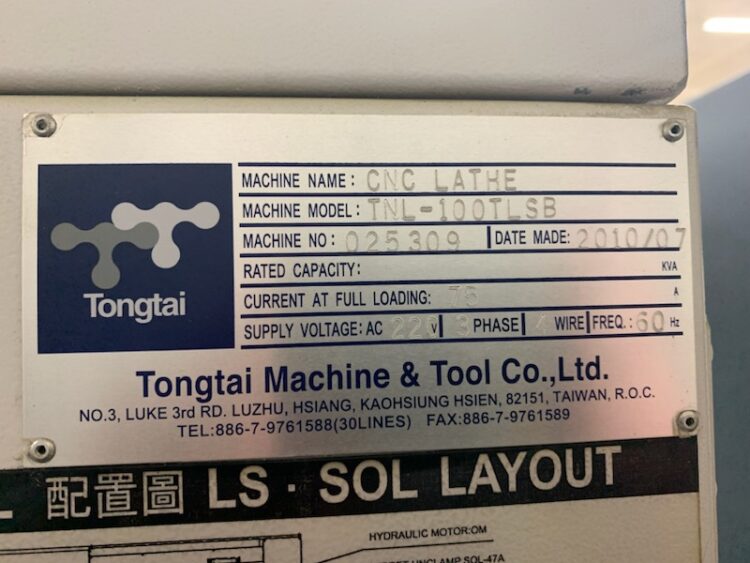 Tongtai
MACHINE NAME: CNC LATHE
MACHINE MODEL: TNL-100TLSB
MACHINE NO: 025309 DATE MADE: 2010/07
RATED CAPACITY: KVA
CURRENT AT FULL LOADING: 75 A
SUPPLY VOLTAGE: AC 220 V 3 PHASE 4 WIRE FREQ.: 60 Hz
Tongtai Machine & Tool Co.,Ltd.
NO.3, LUKE 3rd RD. LUZHU, HSIANG, KAOHSIUNG HSIEN, 82151, TAIWAN, R.O.C.
TEL:886-7-9761588(30LINES) FAX:886-7-9761589
配置圖 LS · SOL LAYOUT
HYDRAULIC MOTOR:OM
UNCLAMP SOL-47A